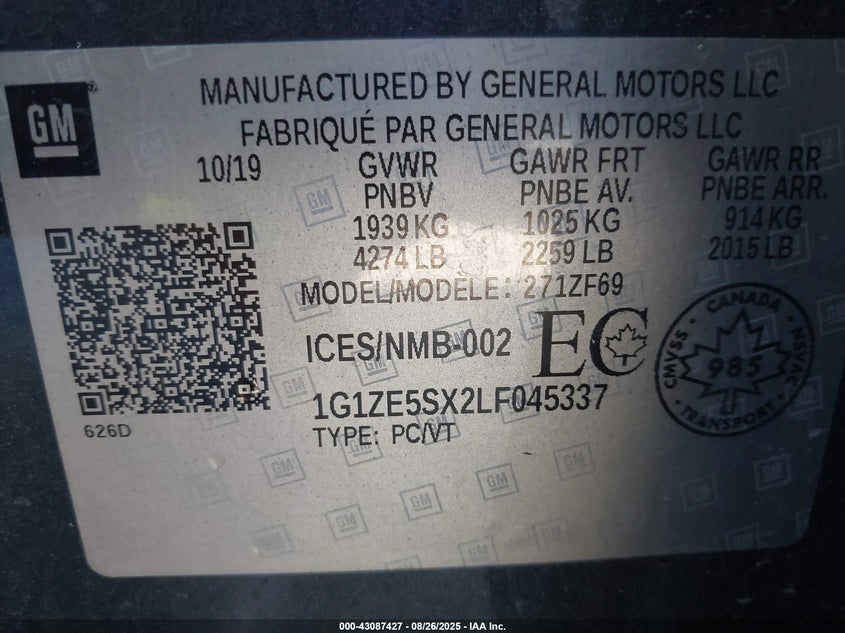 GM
MANUFACTURED BY GENERAL MOTORS LLC
FABRIQUÉ PAR GENERAL MOTORS LLC
10/19 GVWR GAWR FRT GAWR RR
PNBV PNBE AV. PNBE ARR.
1939 KG 1025 KG 914 KG
4274 LB 2259 LB 2015 LB
MODEL/MODÈLE: 271ZF69
ICES/NMB-002 EC
CANADA
CMVSS 985 NSVAC
TRANSPORT
1G1ZE5SX2LF045337
626D TYPE: PC/VT
000-43087427 - 08/26/2025 - IAA Inc.